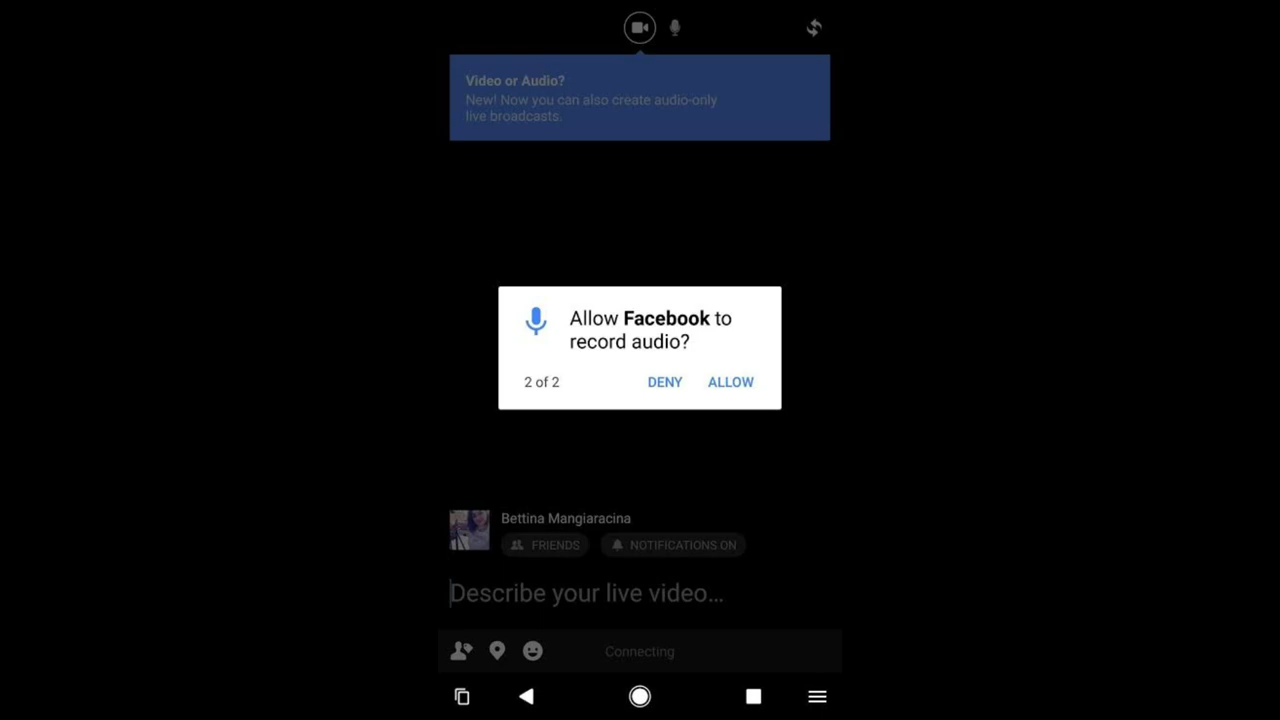 Video or Audio?
New! Now you can also create audio-only
live broadcasts.
Allow Facebook to
record audio?
2 of 2
DENY
ALLOW
Bettina Mangiaracina
FRIENDS
NOTIFICATIONS ON
Describe your live video...
Connecting